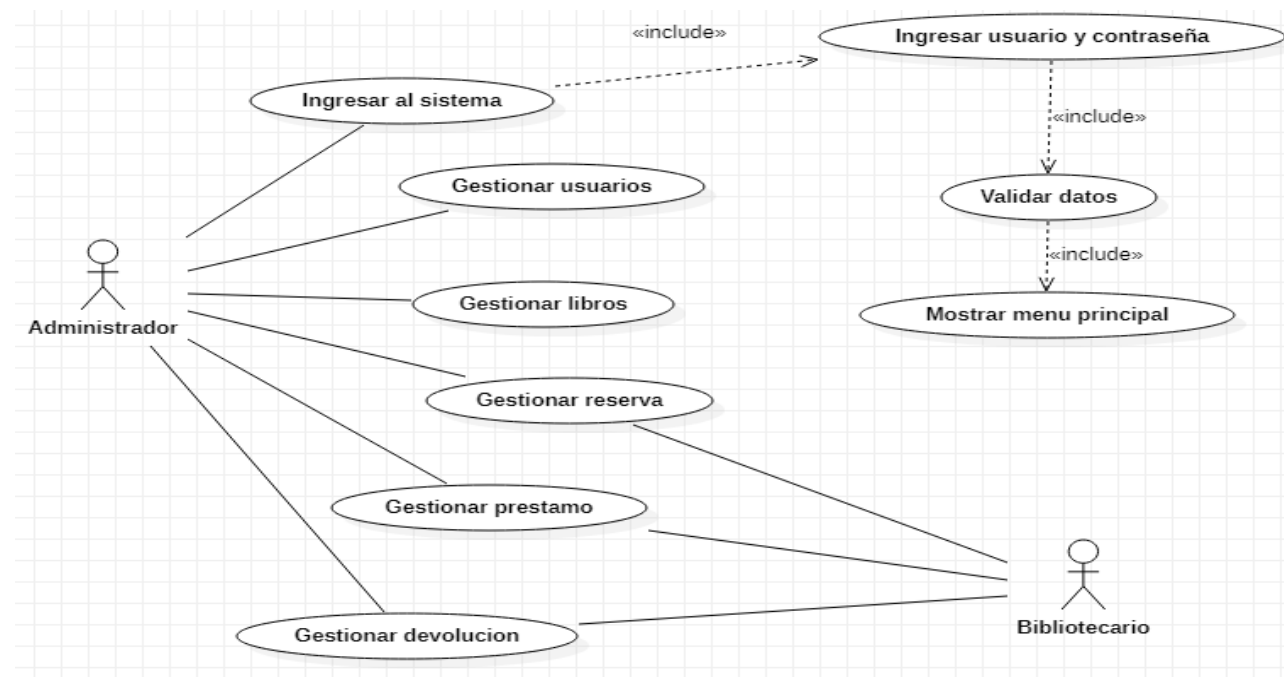 «include»
Ingresar usuario y contraseña
Ingresar al sistema
«include»
Gestionar usuarios
Validar datos
«include»
Gestionar libros
Mostrar menu principal
Administrador
Gestionar reserva
Gestionar prestamo
Bibliotecario
Gestionar devolucion